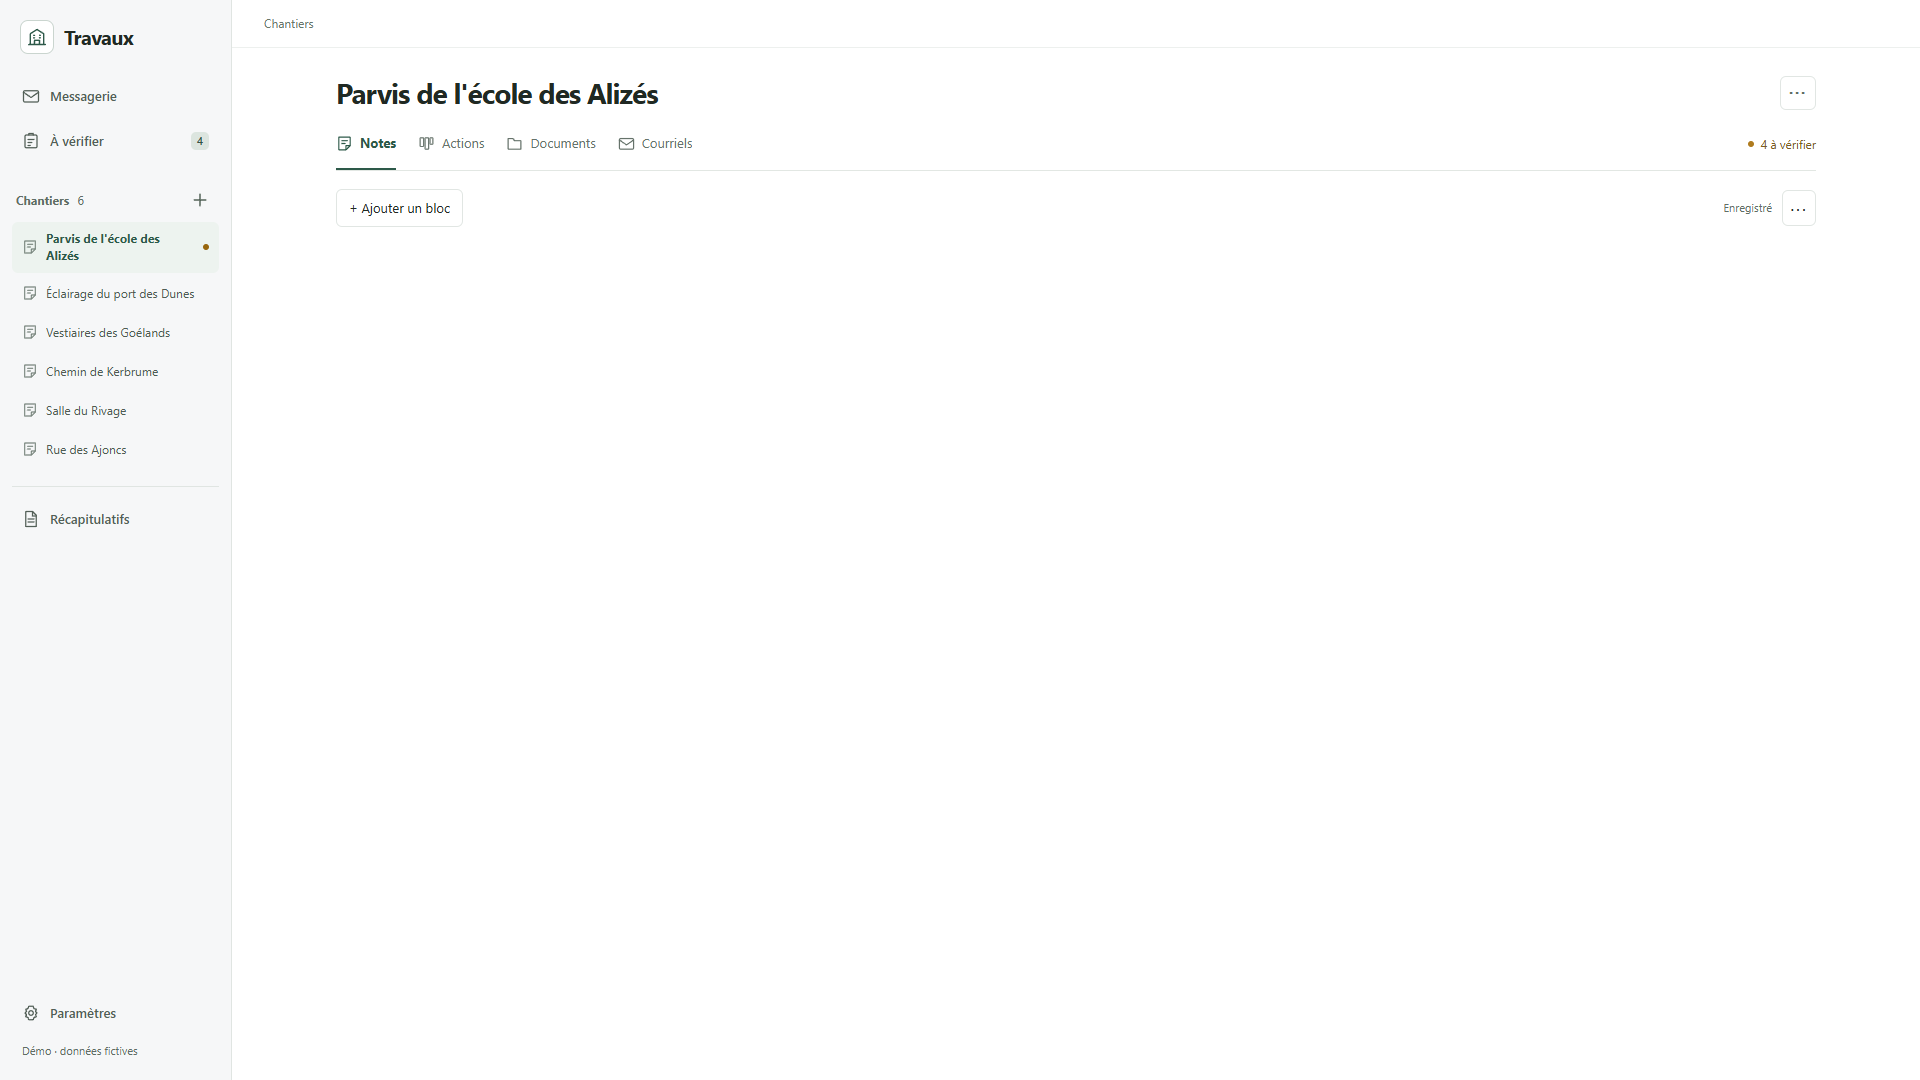 Travaux
Messagerie
À vérifier 4
Chantiers 6
Parvis de l'école des
Alizés
Éclairage du port des Dunes
Vestiaires des Goélands
Chemin de Kerbrume
Salle du Rivage
Rue des Ajoncs
Récapitulatifs
Paramètres
Démo · données fictives
Chantiers
Parvis de l'école des Alizés
Notes Actions Documents Courriels
4 à vérifier
+ Ajouter un bloc
Enregistré